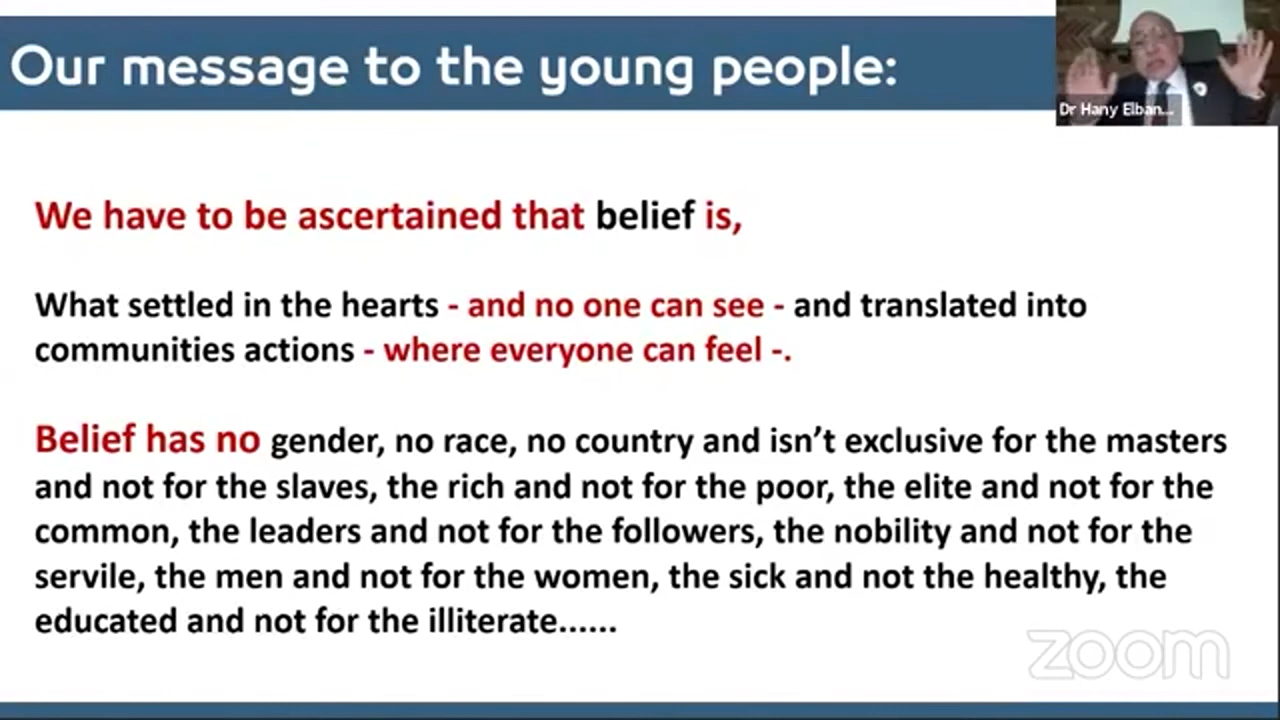 Our message to the young people:
Dr Hany Elban...
We have to be ascertained that belief is,
What settled in the hearts - and no one can see - and translated into
communities actions - where everyone can feel -.
Belief has no gender, no race, no country and isn’t exclusive for the masters
and not for the slaves, the rich and not for the poor, the elite and not for the
common, the leaders and not for the followers, the nobility and not for the
servile, the men and not for the women, the sick and not the healthy, the
educated and not for the illiterate......
zoom